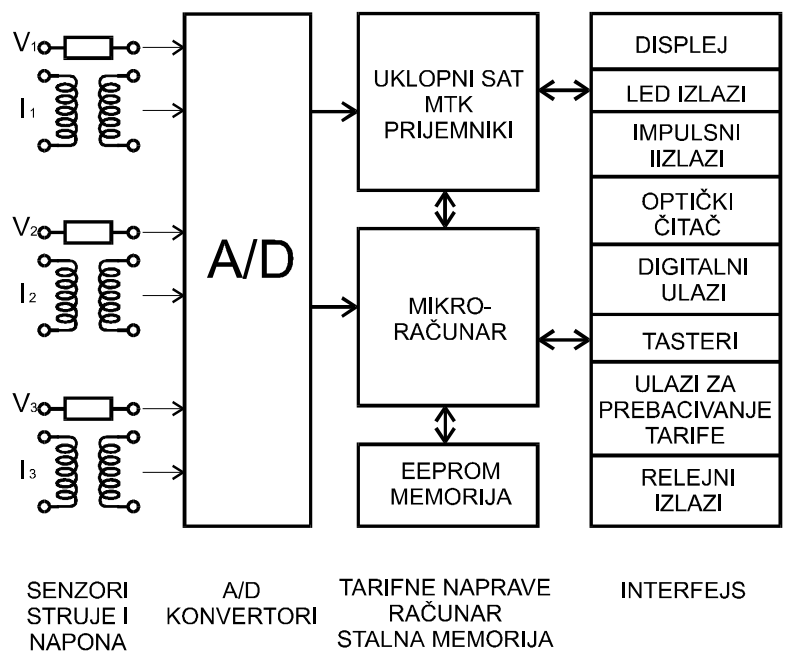 V1
I1
V2
I2
V3
I3
A/D
UKLOPNI SAT
MTK
PRIJEMNIKI
MIKRO-
RAČUNAR
EEPROM
MEMORIJA
DISPLEJ
LED IZLAZI
IMPULSNI
IIZLAZI
OPTIČKI
ČITAČ
DIGITALNI
ULAZI
TASTERI
ULAZI ZA
PREBACIVANJE
TARIFE
RELEJNI
IZLAZI
SENZORI
STRUJE I
NAPONA
A/D
KONVERTORI
TARIFNE NAPRAVE
RAČUNAR
STALNA MEMORIJA
INTERFEJS